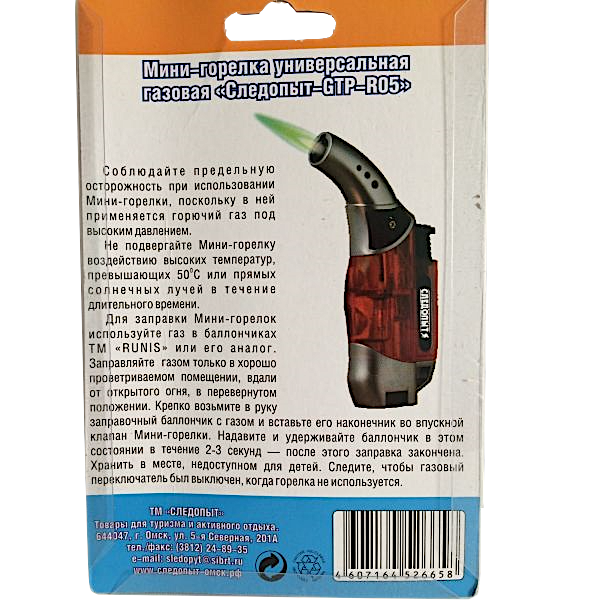 Мини-горелка универсальная
газовая «Следопыт-GTP-R05»
Соблюдайте предельную
осторожность при использовании
Мини-горелки, поскольку в ней
применяется горючий газ под
высоким давлением.
Не подвергайте Мини-горелку
воздействию высоких температур,
превышающих 50°С или прямых
солнечных лучей в течение
длительного времени.
Для заправки Мини-горелок
используйте газ в баллончиках
ТМ «RUNIS» или его аналог.
Заправляйте газом только в хорошо
проветриваемом помещении, вдали
от открытого огня, в перевернутом
положении. Крепко возьмите в руку
заправочный баллончик с газом и вставьте его наконечник во впускной
клапан Мини-горелки. Надавите и удерживайте баллончик в этом
состоянии в течение 2-3 секунд — после этого заправка закончена.
Хранить в месте, недоступном для детей. Следите, чтобы газовый
переключатель был выключен, когда горелка не используется.
СЛЕДОПЫТ
ТМ «СЛЕДОПЫТ»
Товары для туризма и активного отдыха.
644047, г. Омск, ул. 5-я Северная, 201А
тел./факс: (3812) 24-89-35
e-mail: sledopyt@sibrt.ru
www.следопыт-омск.рф
4 607164 526658